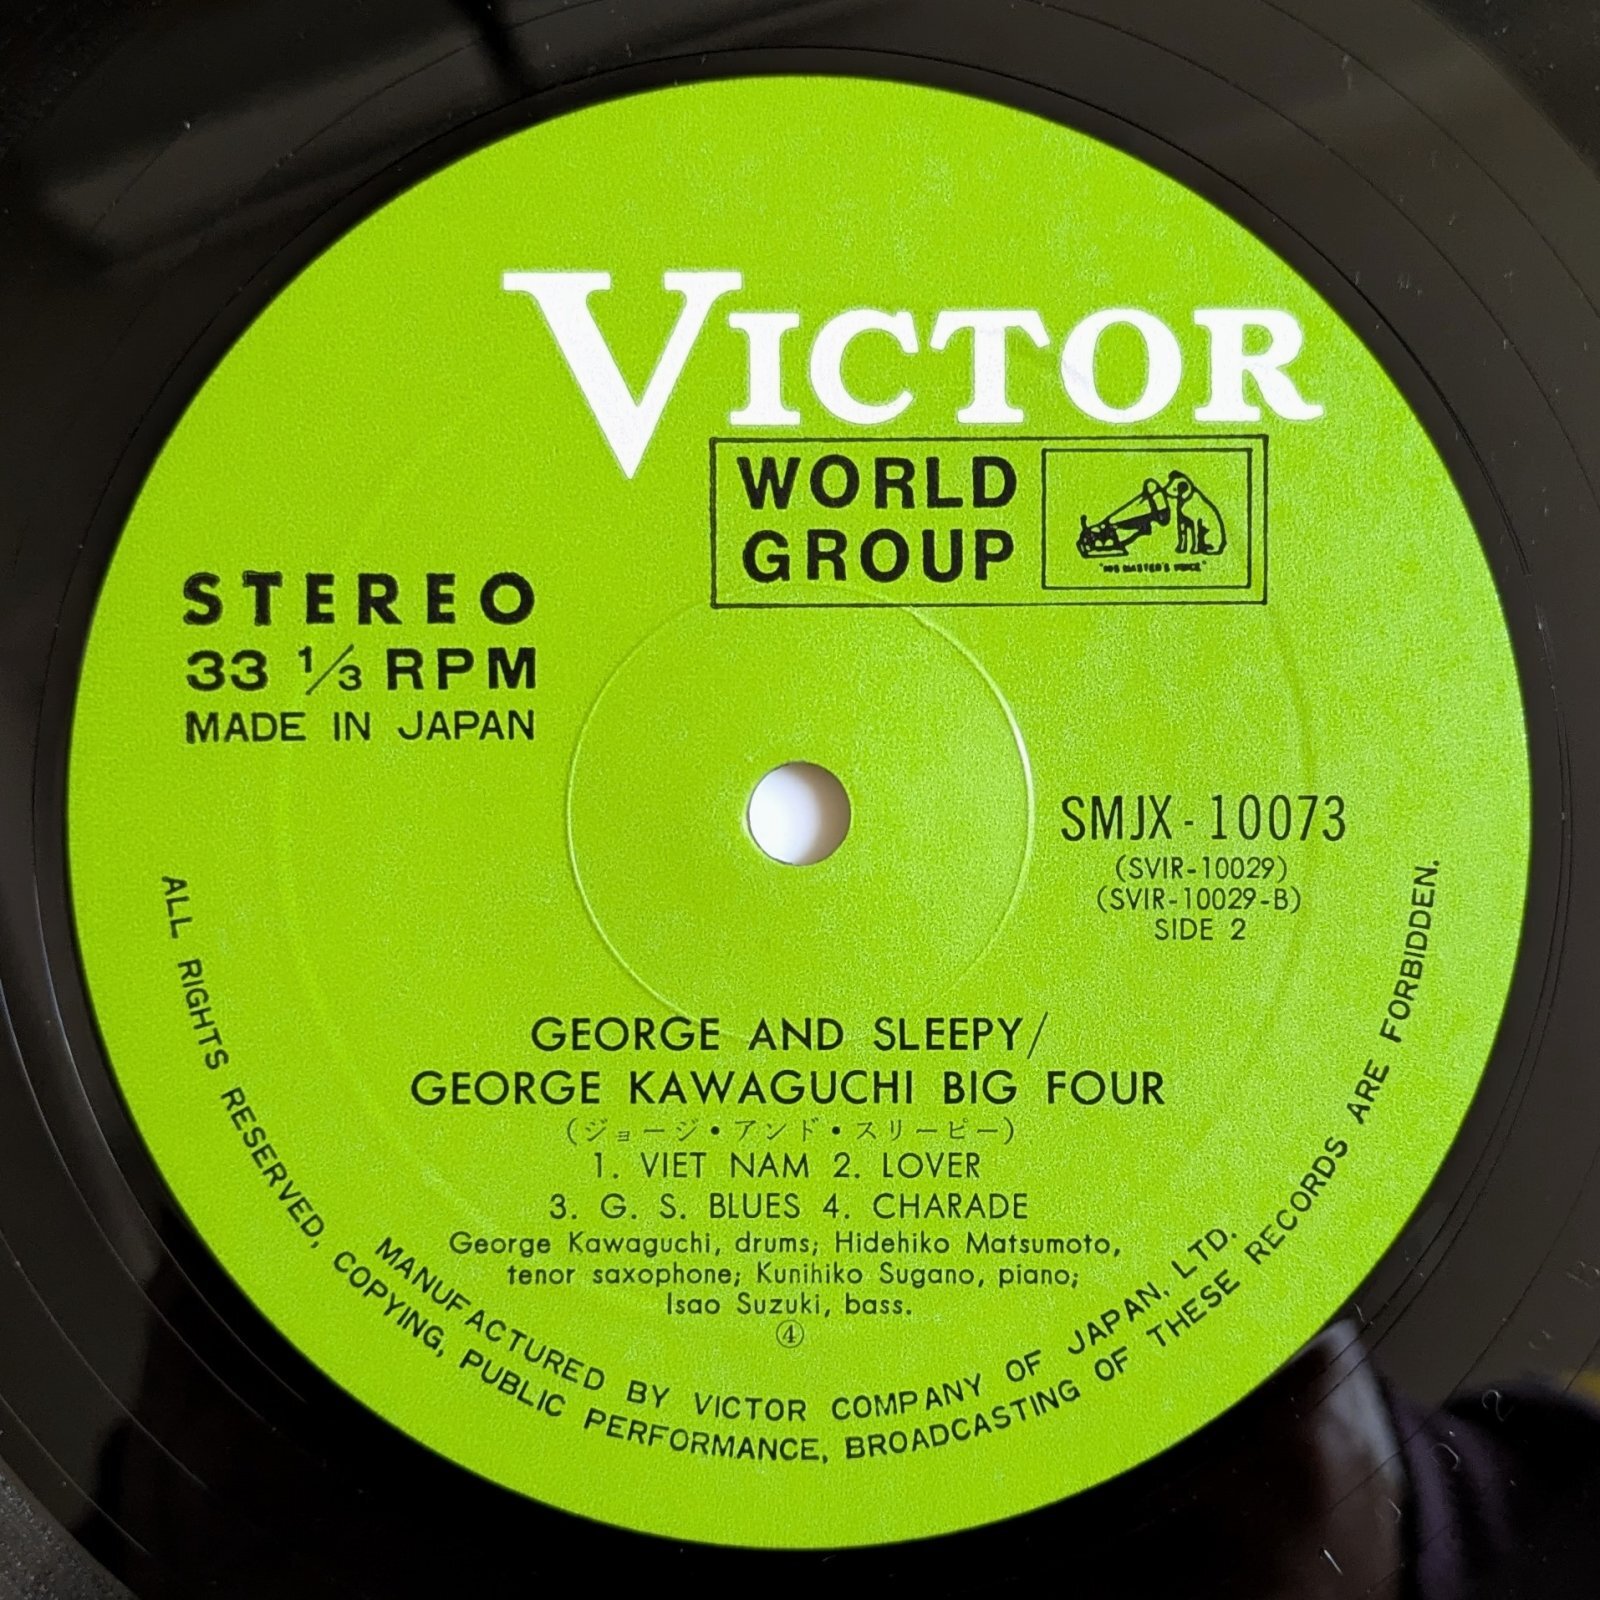 VICTOR
WORLD
GROUP
"HIS MASTER'S VOICE"
STEREO
33 1/3 RPM
MADE IN JAPAN
SMJX-10073
(SVIR-10029)
(SVIR-10029-B)
SIDE 2
GEORGE AND SLEEPY/
GEORGE KAWAGUCHI BIG FOUR
(ジョージ・アンド・スリーピー)
1. VIET NAM 2. LOVER
3. G. S. BLUES 4. CHARADE
George Kawaguchi, drums; Hidehiko Matsumoto,
tenor saxophone; Kunihiko Sugano, piano;
Isao Suzuki, bass.
④
MANUFACTURED BY VICTOR COMPANY OF JAPAN, LTD.
ALL RIGHTS RESERVED, COPYING, PUBLIC PERFORMANCE, BROADCASTING OF THESE RECORDS ARE FORBIDDEN.